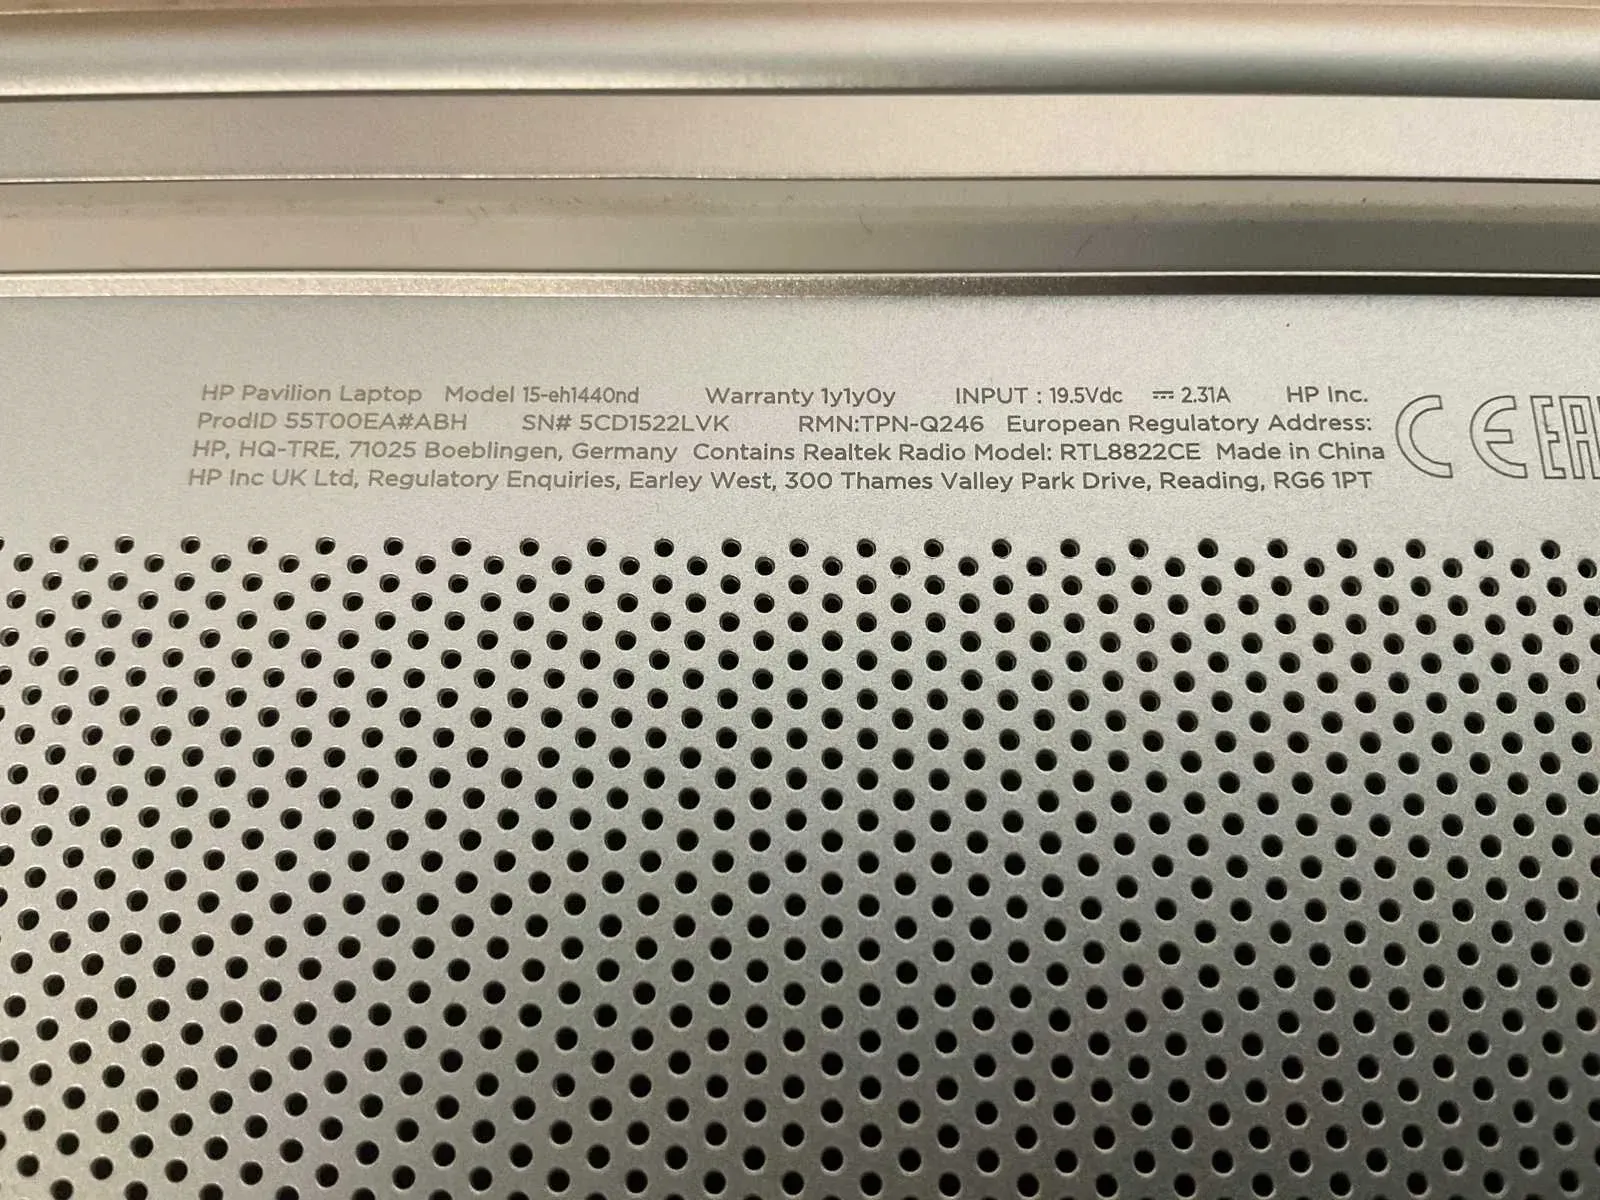 HP Pavilion Laptop Model 15-eh1440nd Warranty 1y1y0y INPUT : 19.5Vdc ⎓ 2.31A HP Inc.
ProdID 55T00EA#ABH SN# 5CD1522LVK RMN:TPN-Q246 European Regulatory Address:
HP, HQ-TRE, 71025 Boeblingen, Germany Contains Realtek Radio Model: RTL8822CE Made in China
HP Inc UK Ltd, Regulatory Enquiries, Earley West, 300 Thames Valley Park Drive, Reading, RG6 1PT
CE EAC